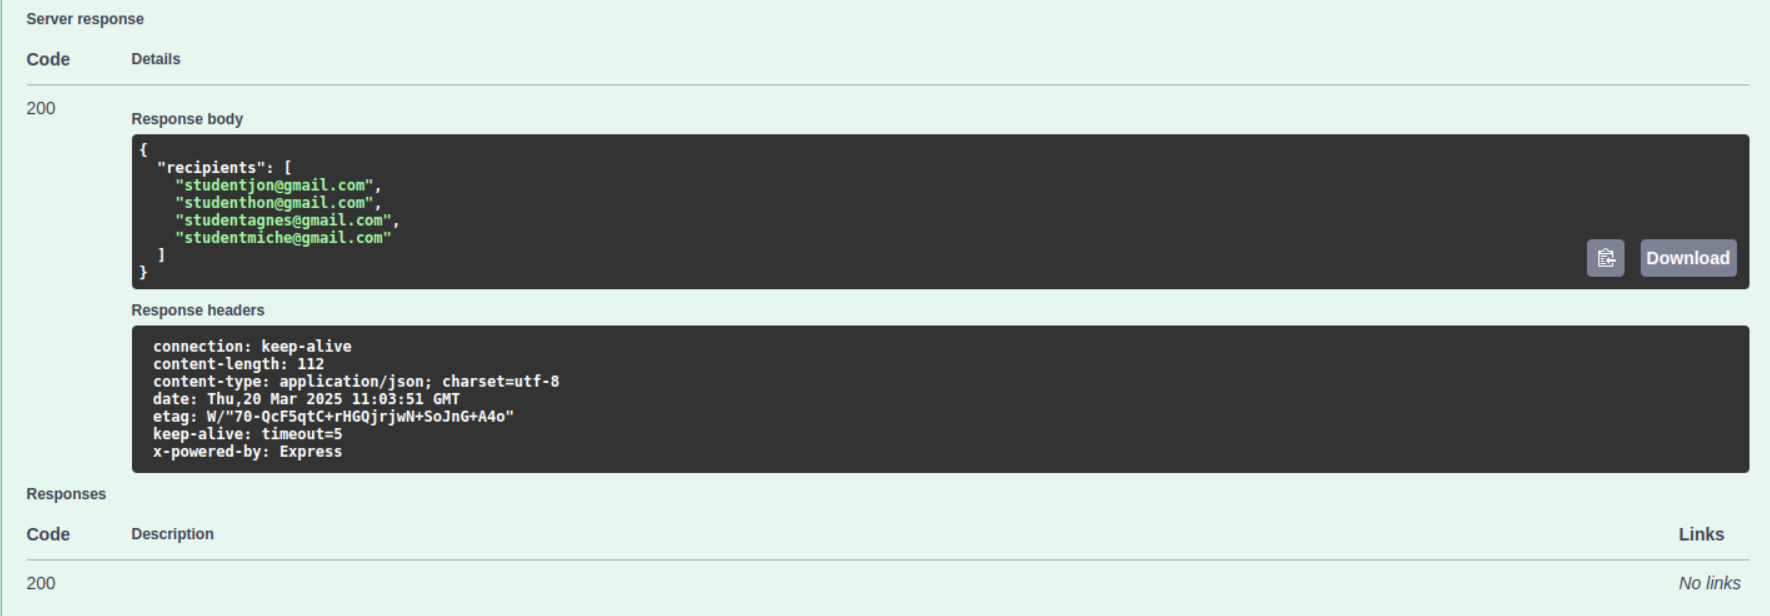 Server response
Code Details
200
Response body
{
  "recipients": [
    "studentjon@gmail.com",
    "studenthon@gmail.com",
    "studentagnes@gmail.com",
    "studentmiche@gmail.com"
  ]
}
Download
Response headers
connection: keep-alive
content-length: 112
content-type: application/json; charset=utf-8
date: Thu,20 Mar 2025 11:03:51 GMT
etag: W/"70-QcF5qtC+rHGQjrjwN+SoJnG+A4o"
keep-alive: timeout=5
x-powered-by: Express
Responses
Code Description Links
200 No links